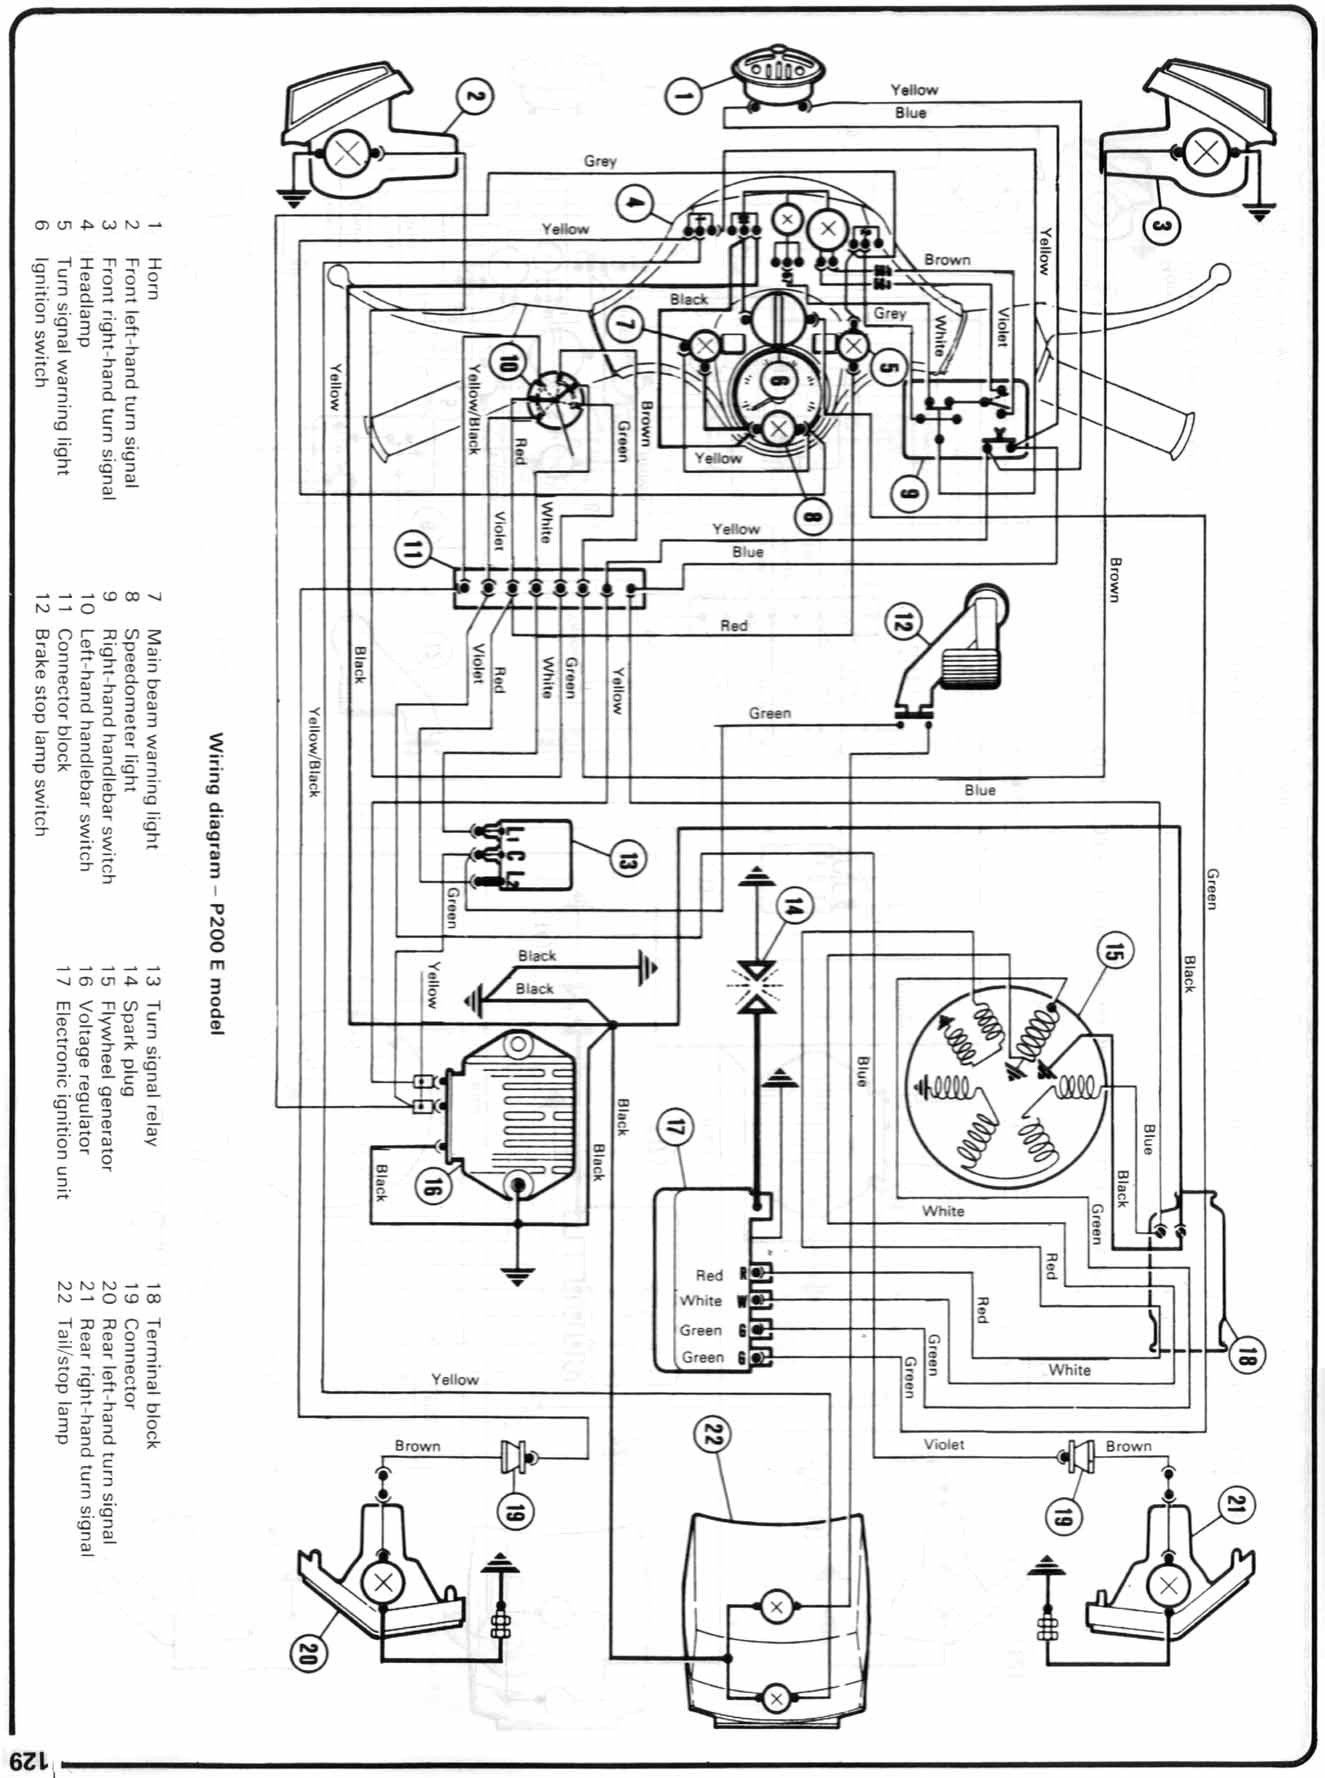 Yellow
Blue
1
2
3
Grey
4
Yellow
Yellow
Brown
Black
Grey
White
Violet
7
5
6
10
Yellow
Yellow/Black
Red
Green
Brown
Yellow
8
9
Violet
White
Yellow
Blue
11
Brown
12
Red
Black
Violet
Red
White
Green
Yellow
Green
Yellow/Black
Blue
L1
C
L2
13
Green
Green
14
15
Black
Black
Yellow
Black
Blue
Black
Black
Black
16
17
Blue
Black
White
Green
Red
Red R
White W
Green G
Green G
Red
Green
Green
White
18
Yellow
Brown
19
22
Violet
Brown
19
21
20
Wiring diagram – P200 E model
1 Horn
2 Front left-hand turn signal
3 Front right-hand turn signal
4 Headlamp
5 Turn signal warning light
6 Ignition switch
7 Main beam warning light
8 Speedometer light
9 Right-hand handlebar switch
10 Left-hand handlebar switch
11 Connector block
12 Brake stop lamp switch
13 Turn signal relay
14 Spark plug
15 Flywheel generator
16 Voltage regulator
17 Electronic ignition unit
18 Terminal block
19 Connector
20 Rear left-hand turn signal
21 Rear right-hand turn signal
22 Tail/stop lamp
129